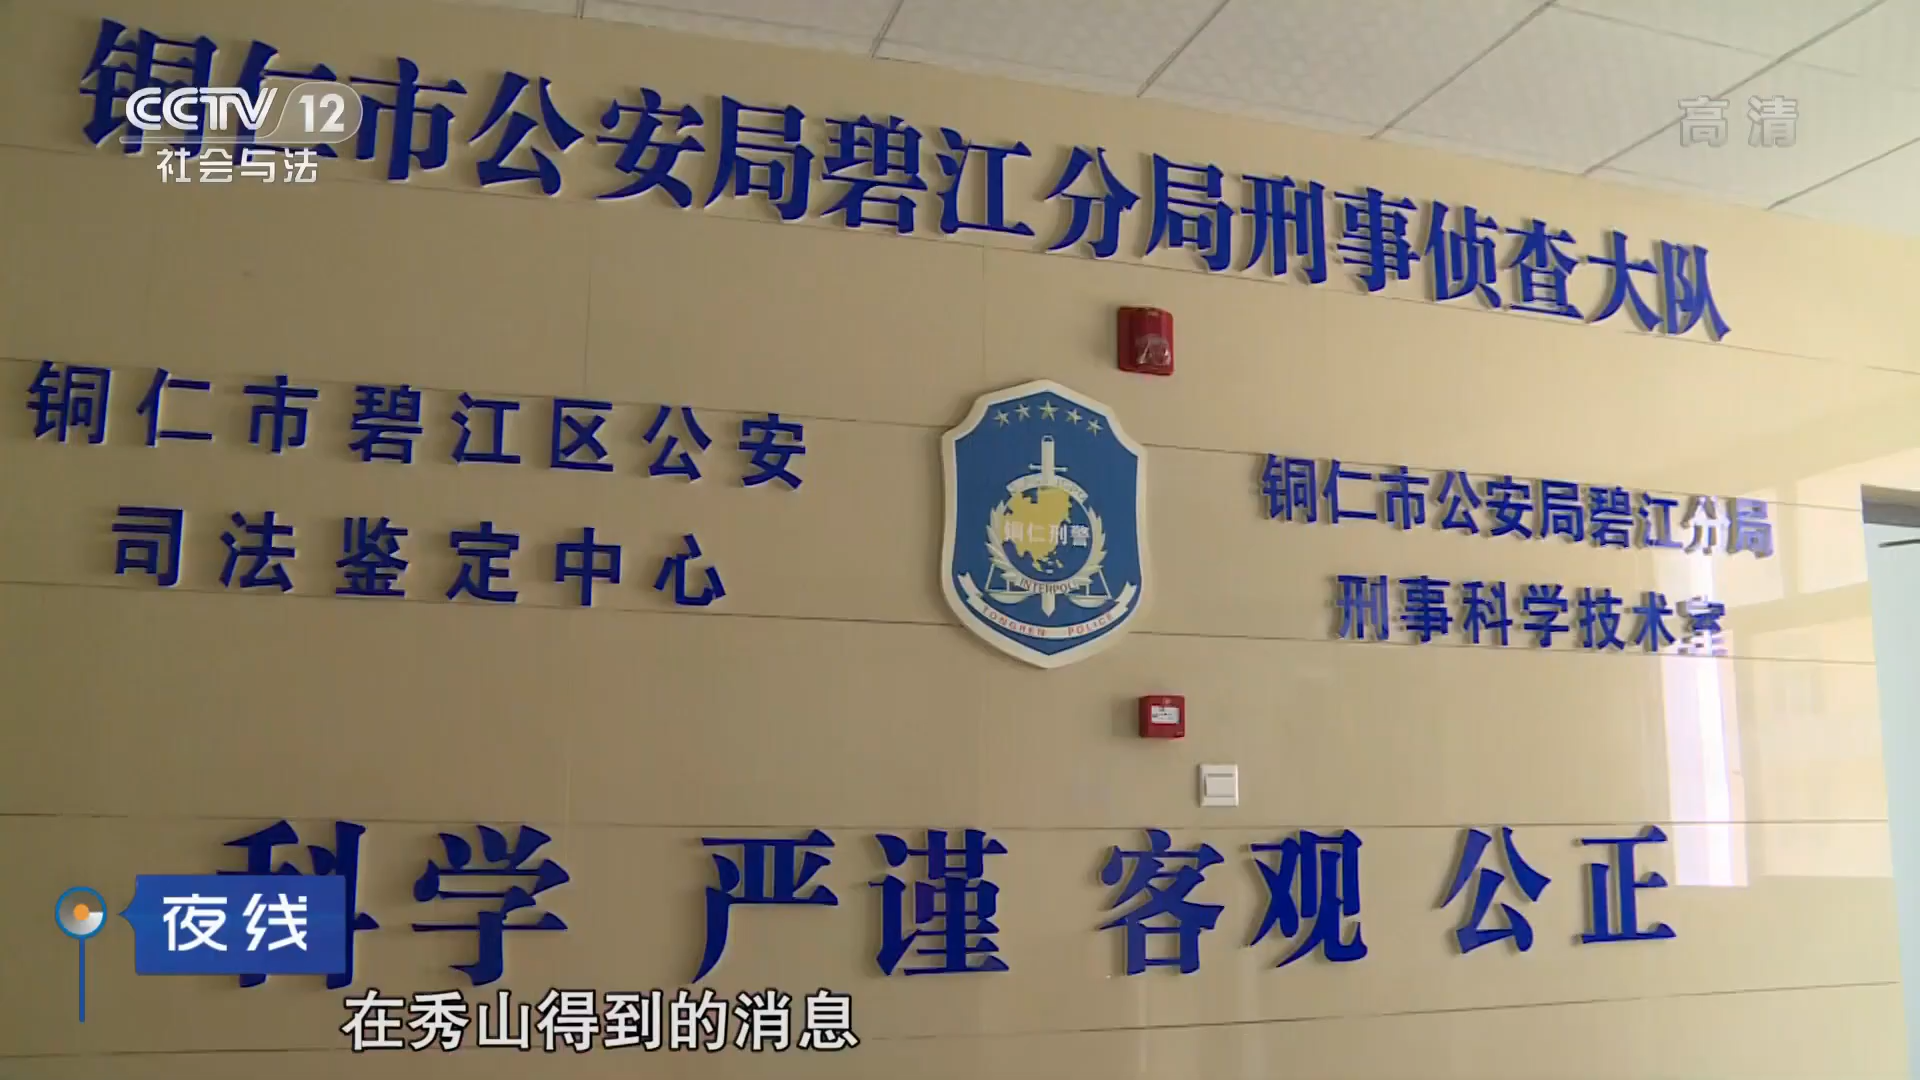 铜仁市公安局碧江分局刑事侦查大队
CCTV 12
社会与法
高清
铜仁市碧江区公安
司法鉴定中心
铜仁刑警
INTERPOL
TONGREN POLICE
铜仁市公安局碧江分局
刑事科学技术室
科学 严谨 客观 公正
夜线
在秀山得到的消息